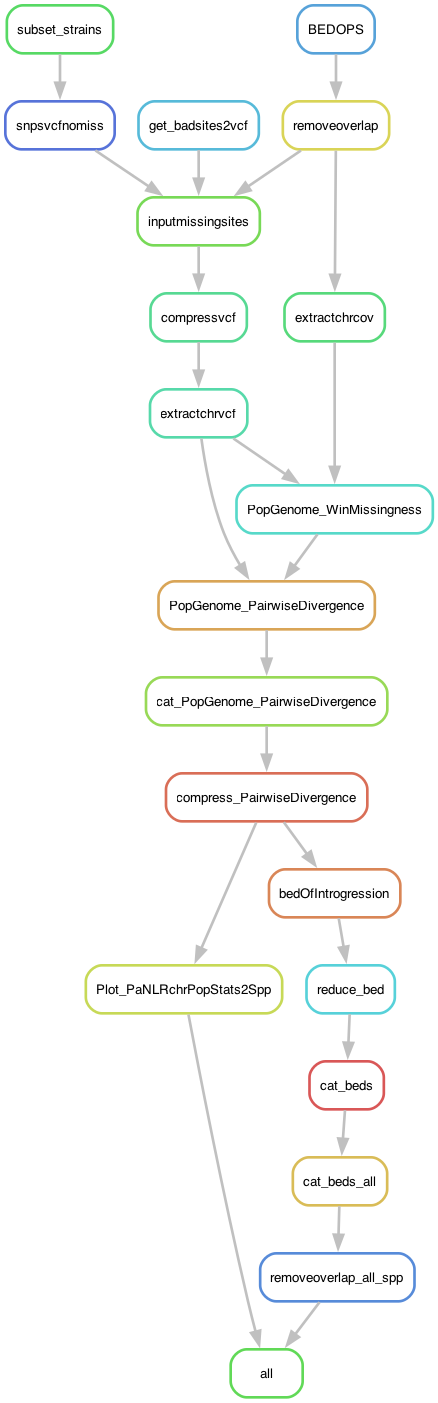 subset_strains
BEDOPS
snpsvcfnomiss
get_badsites2vcf
removeoverlap
inputmissingsites
compressvcf
extractchrcov
extractchrvcf
PopGenome_WinMissingness
PopGenome_PairwiseDivergence
cat_PopGenome_PairwiseDivergence
compress_PairwiseDivergence
bedOfIntrogression
Plot_PaNLRchrPopStats2Spp
reduce_bed
cat_beds
cat_beds_all
removeoverlap_all_spp
all